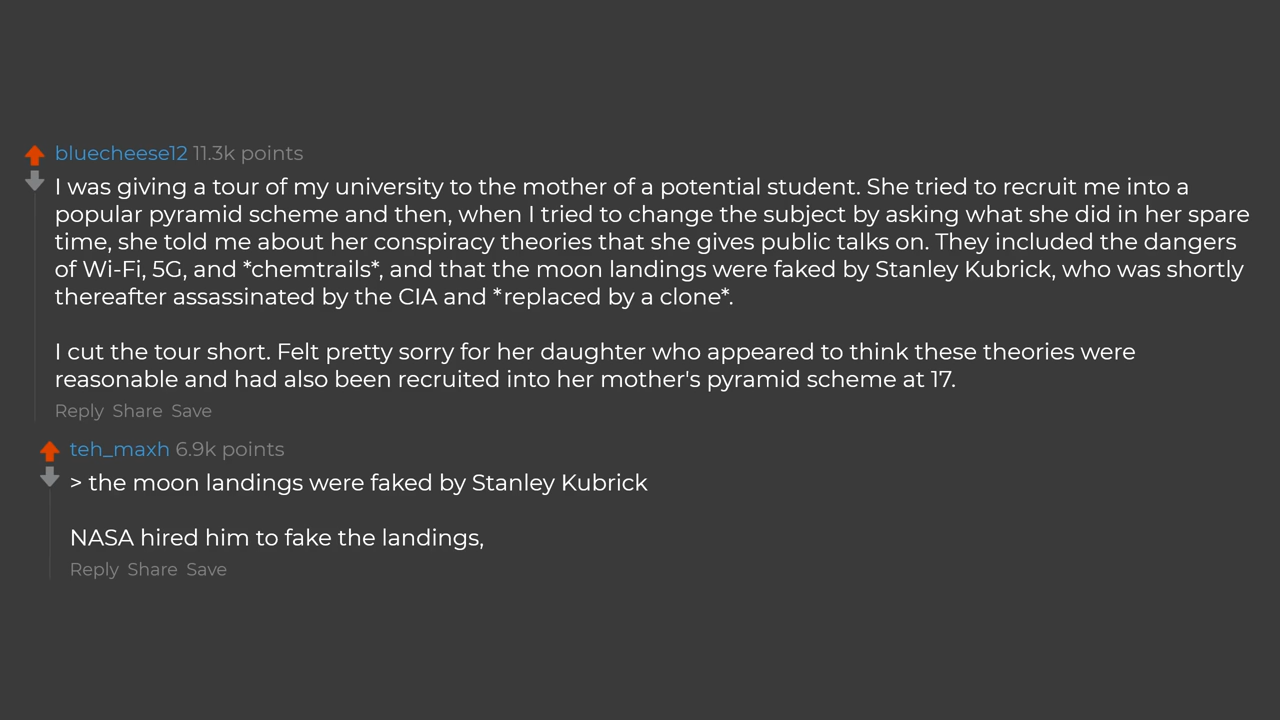 bluecheese12 11.3k points
I was giving a tour of my university to the mother of a potential student. She tried to recruit me into a
popular pyramid scheme and then, when I tried to change the subject by asking what she did in her spare
time, she told me about her conspiracy theories that she gives public talks on. They included the dangers
of Wi-Fi, 5G, and *chemtrails*, and that the moon landings were faked by Stanley Kubrick, who was shortly
thereafter assassinated by the CIA and *replaced by a clone*.
I cut the tour short. Felt pretty sorry for her daughter who appeared to think these theories were
reasonable and had also been recruited into her mother's pyramid scheme at 17.
Reply Share Save
teh_maxh 6.9k points
> the moon landings were faked by Stanley Kubrick
NASA hired him to fake the landings,
Reply Share Save